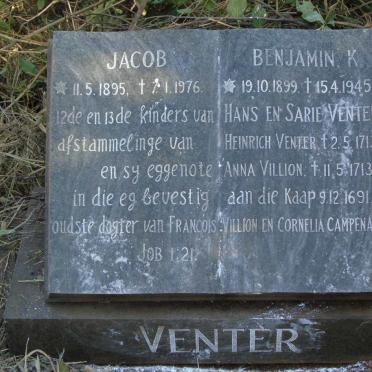 JACOB BENJAMIN K.
* 11.5.1895. † 7.1.1976. * 19.10.1899. † 15.4.1945
12de en 13de kinders van HANS EN SARIE VENTER
afstammelinge van HEINRICH VENTER † 2.5.1713
en sy eggenote ANNA VILLION. † 11.5.1713
in die eg bevestig aan die KAAP 9.12.1691
oudste dogter van FRANCOIS VILLION EN CORNELIA CAMPENA
JOB 1:21.
VENTER